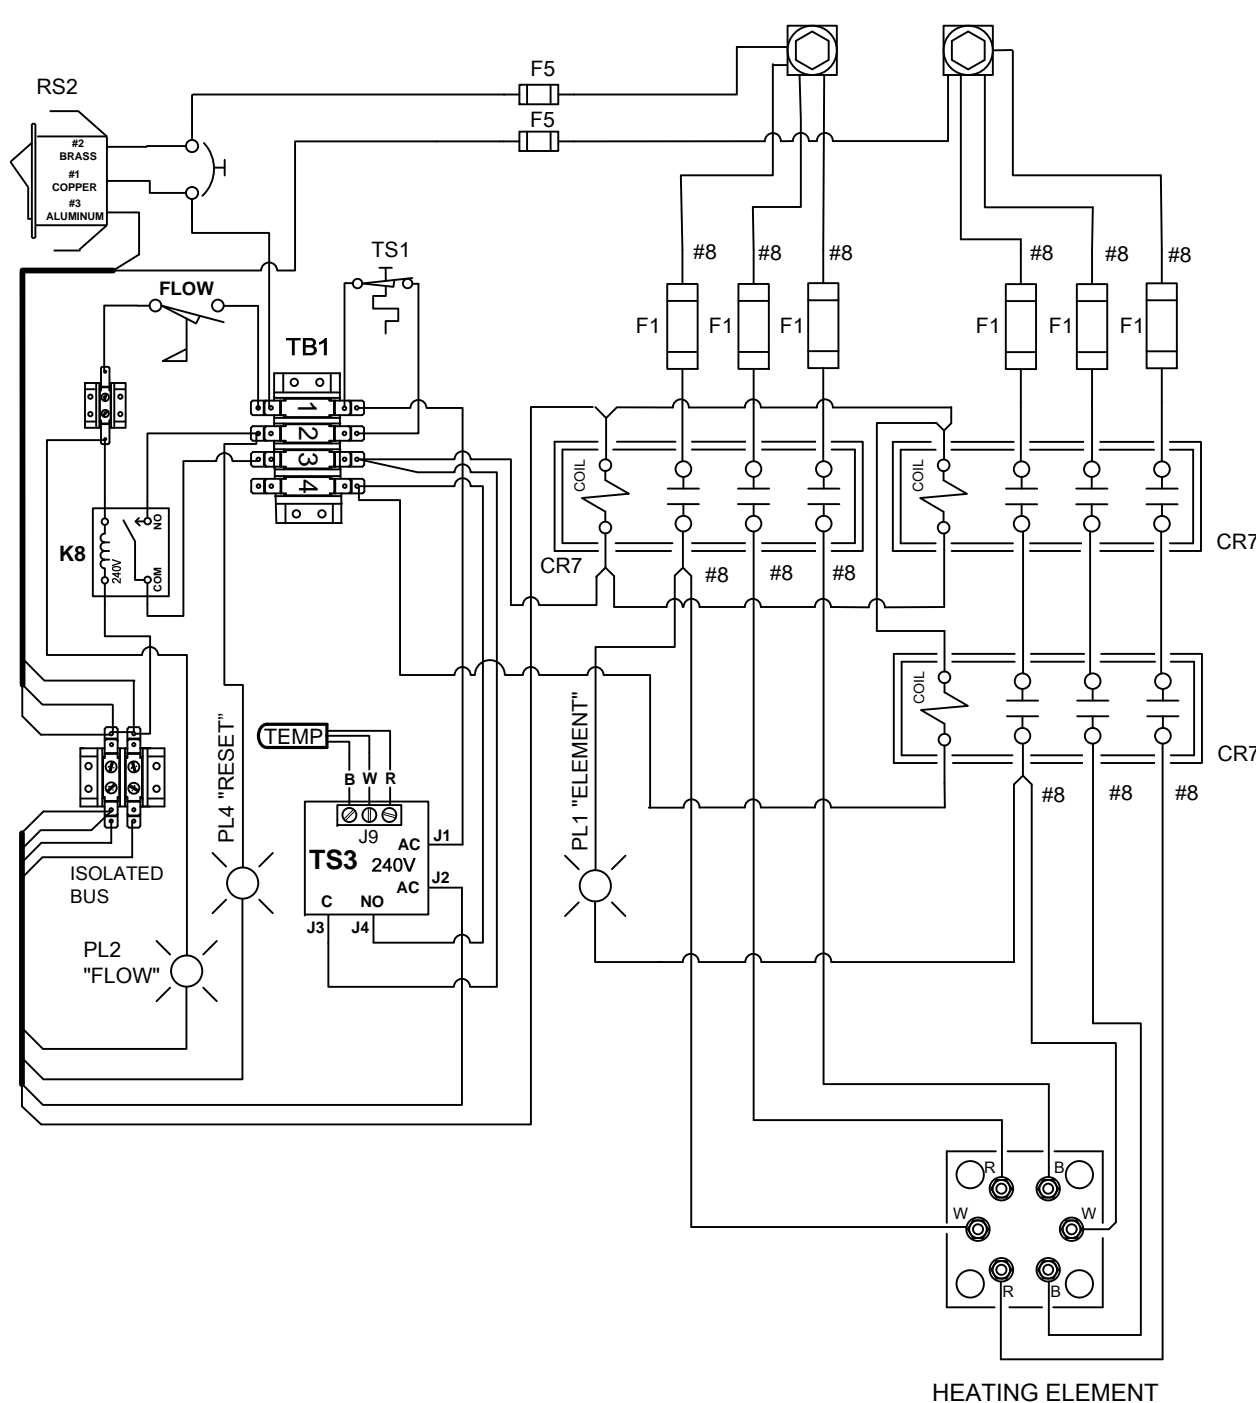 F5
RS2
F5
#2
BRASS
#1
COPPER
#3
ALUMINUM
TS1
#8
#8
#8
#8
#8
#8
FLOW
F1
F1
F1
F1
F1
F1
TB1
1
2
3
4
COIL
COIL
NO
K8
240V
COM
CR7
CR7
#8
#8
#8
COIL
CR7
TEMP
PL4 "RESET"
PL1 "ELEMENT"
B
W
R
#8
#8
#8
J9
AC
J1
TS3
240V
AC
J2
ISOLATED
BUS
C
NO
J3
J4
PL2
"FLOW"
R
B
W
W
R
B
HEATING ELEMENT